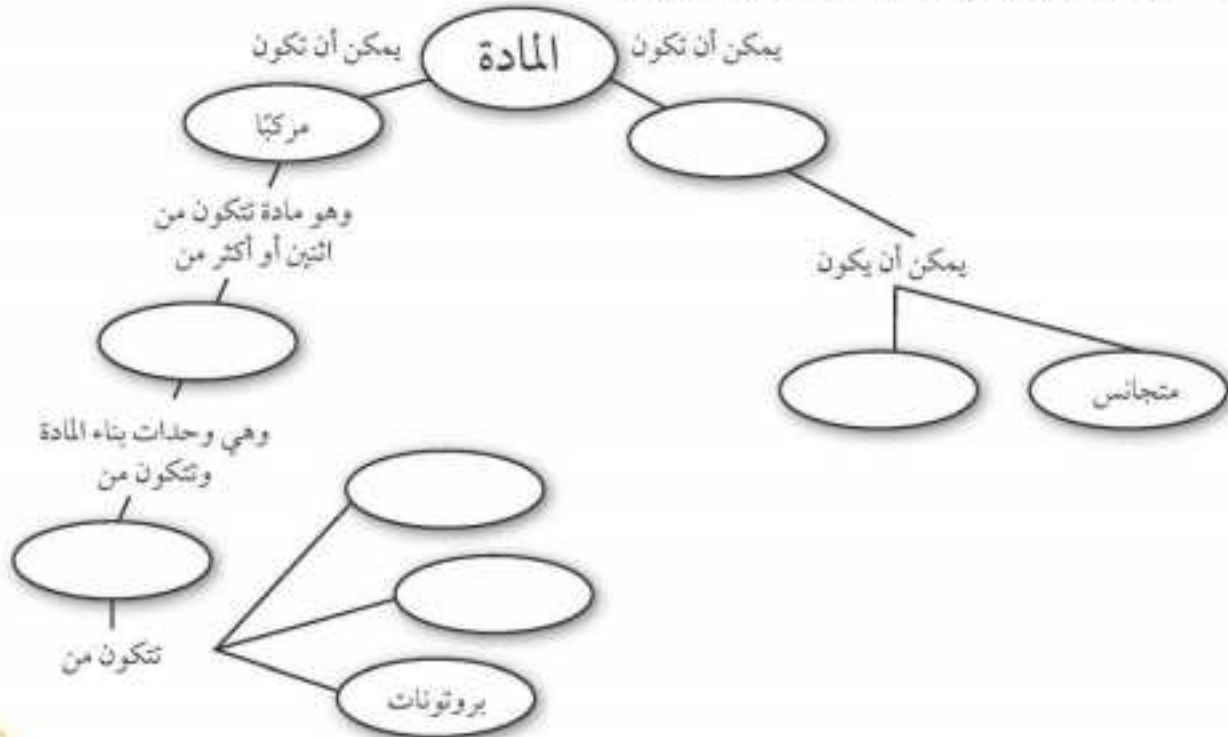 المادة
يمكن أن تكون
يمكن أن تكون
مركبًا
وهو مادة تتكون من
اثنين أو أكثر من
وهي وحدات بناء المادة
وتتكون من
تتكون من
بروتونات
يمكن أن يكون
متجانس